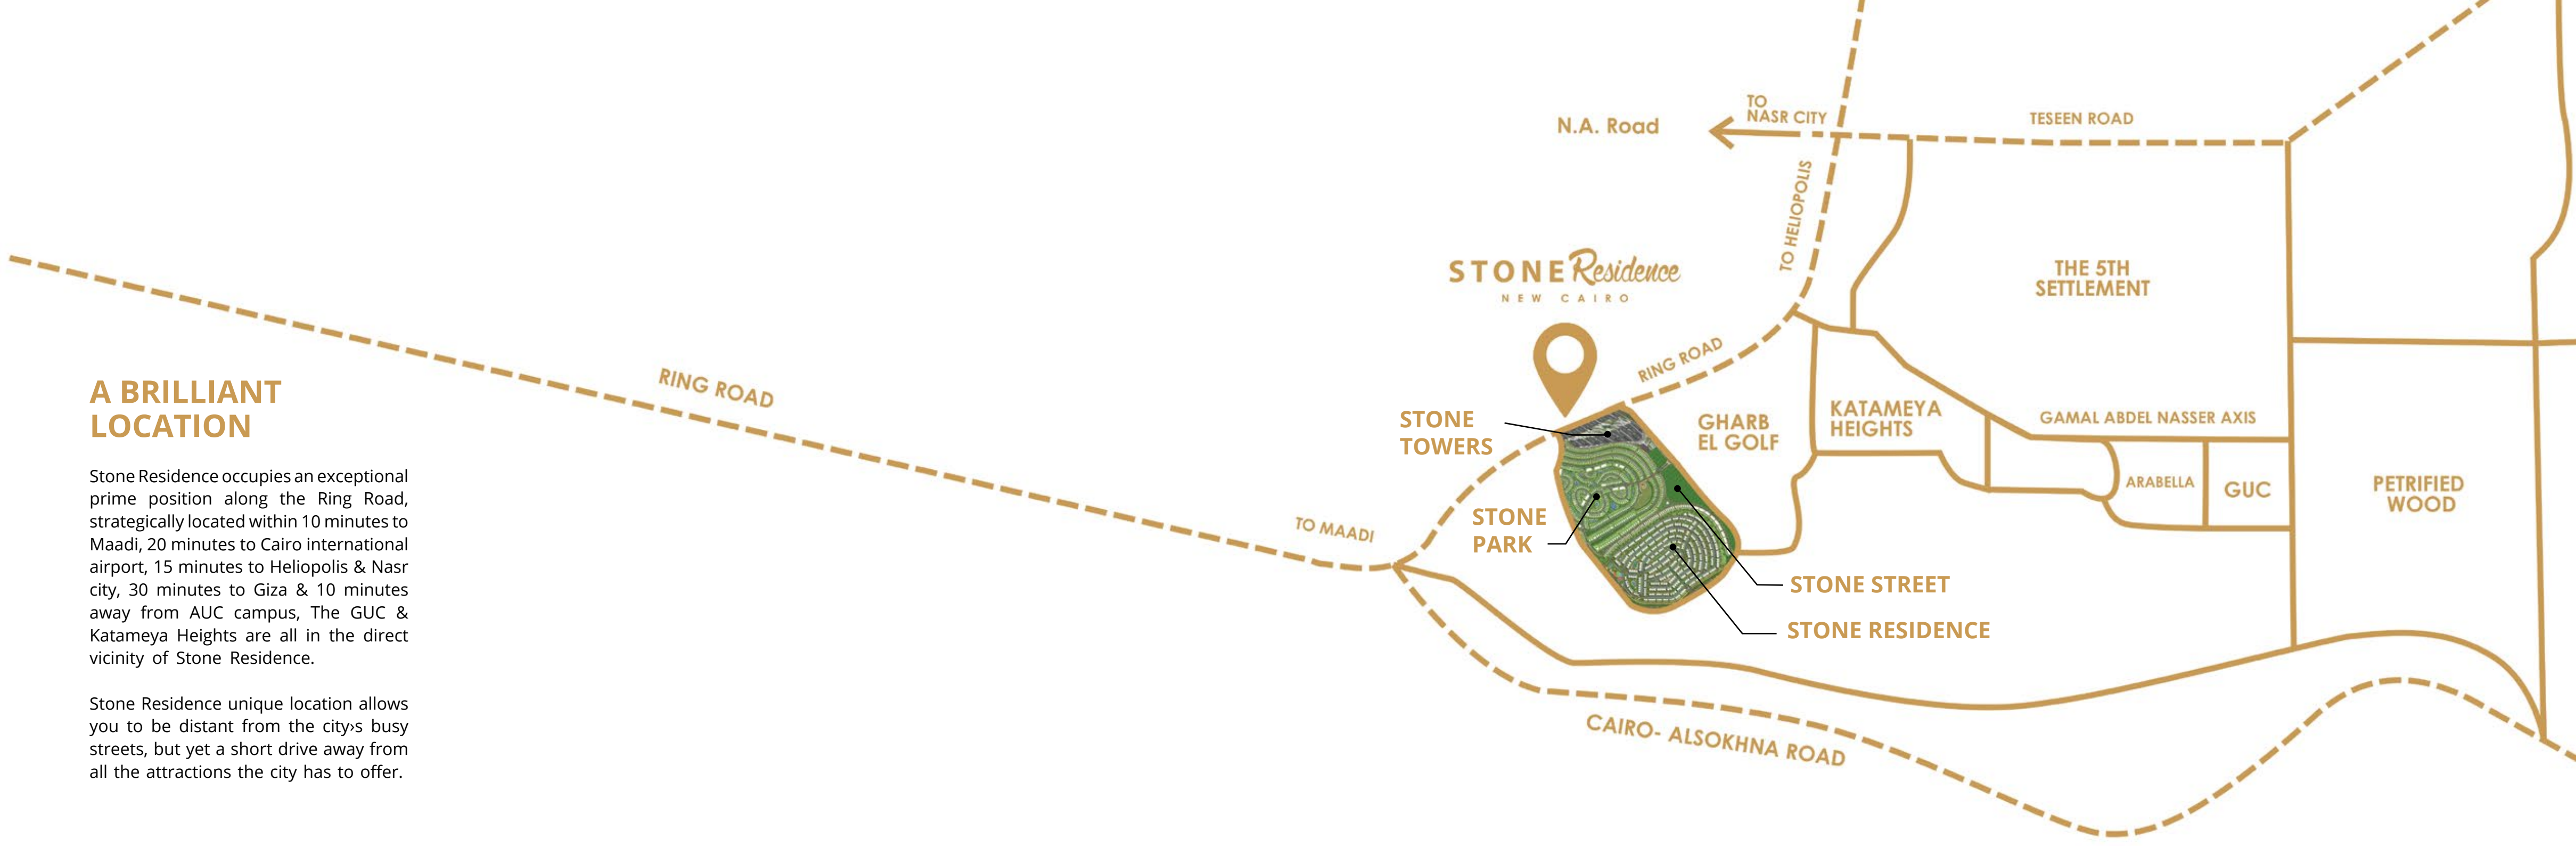 A BRILLIANT
LOCATION
Stone Residence occupies an exceptional
prime position along the Ring Road,
strategically located within 10 minutes to
Maadi, 20 minutes to Cairo international
airport, 15 minutes to Heliopolis & Nasr
city, 30 minutes to Giza & 10 minutes
away from AUC campus, The GUC &
Katameya Heights are all in the direct
vicinity of Stone Residence.
Stone Residence unique location allows
you to be distant from the city›s busy
streets, but yet a short drive away from
all the attractions the city has to offer.
RING ROAD
TO MAADI
N.A. Road
TO
NASR CITY
TESEEN ROAD
TO HELIOPOLIS
STONE Residence
NEW CAIRO
RING ROAD
THE 5TH
SETTLEMENT
STONE
TOWERS
GHARB
EL GOLF
KATAMEYA
HEIGHTS
GAMAL ABDEL NASSER AXIS
ARABELLA
GUC
PETRIFIED
WOOD
STONE
PARK
STONE STREET
STONE RESIDENCE
CAIRO- ALSOKHNA ROAD